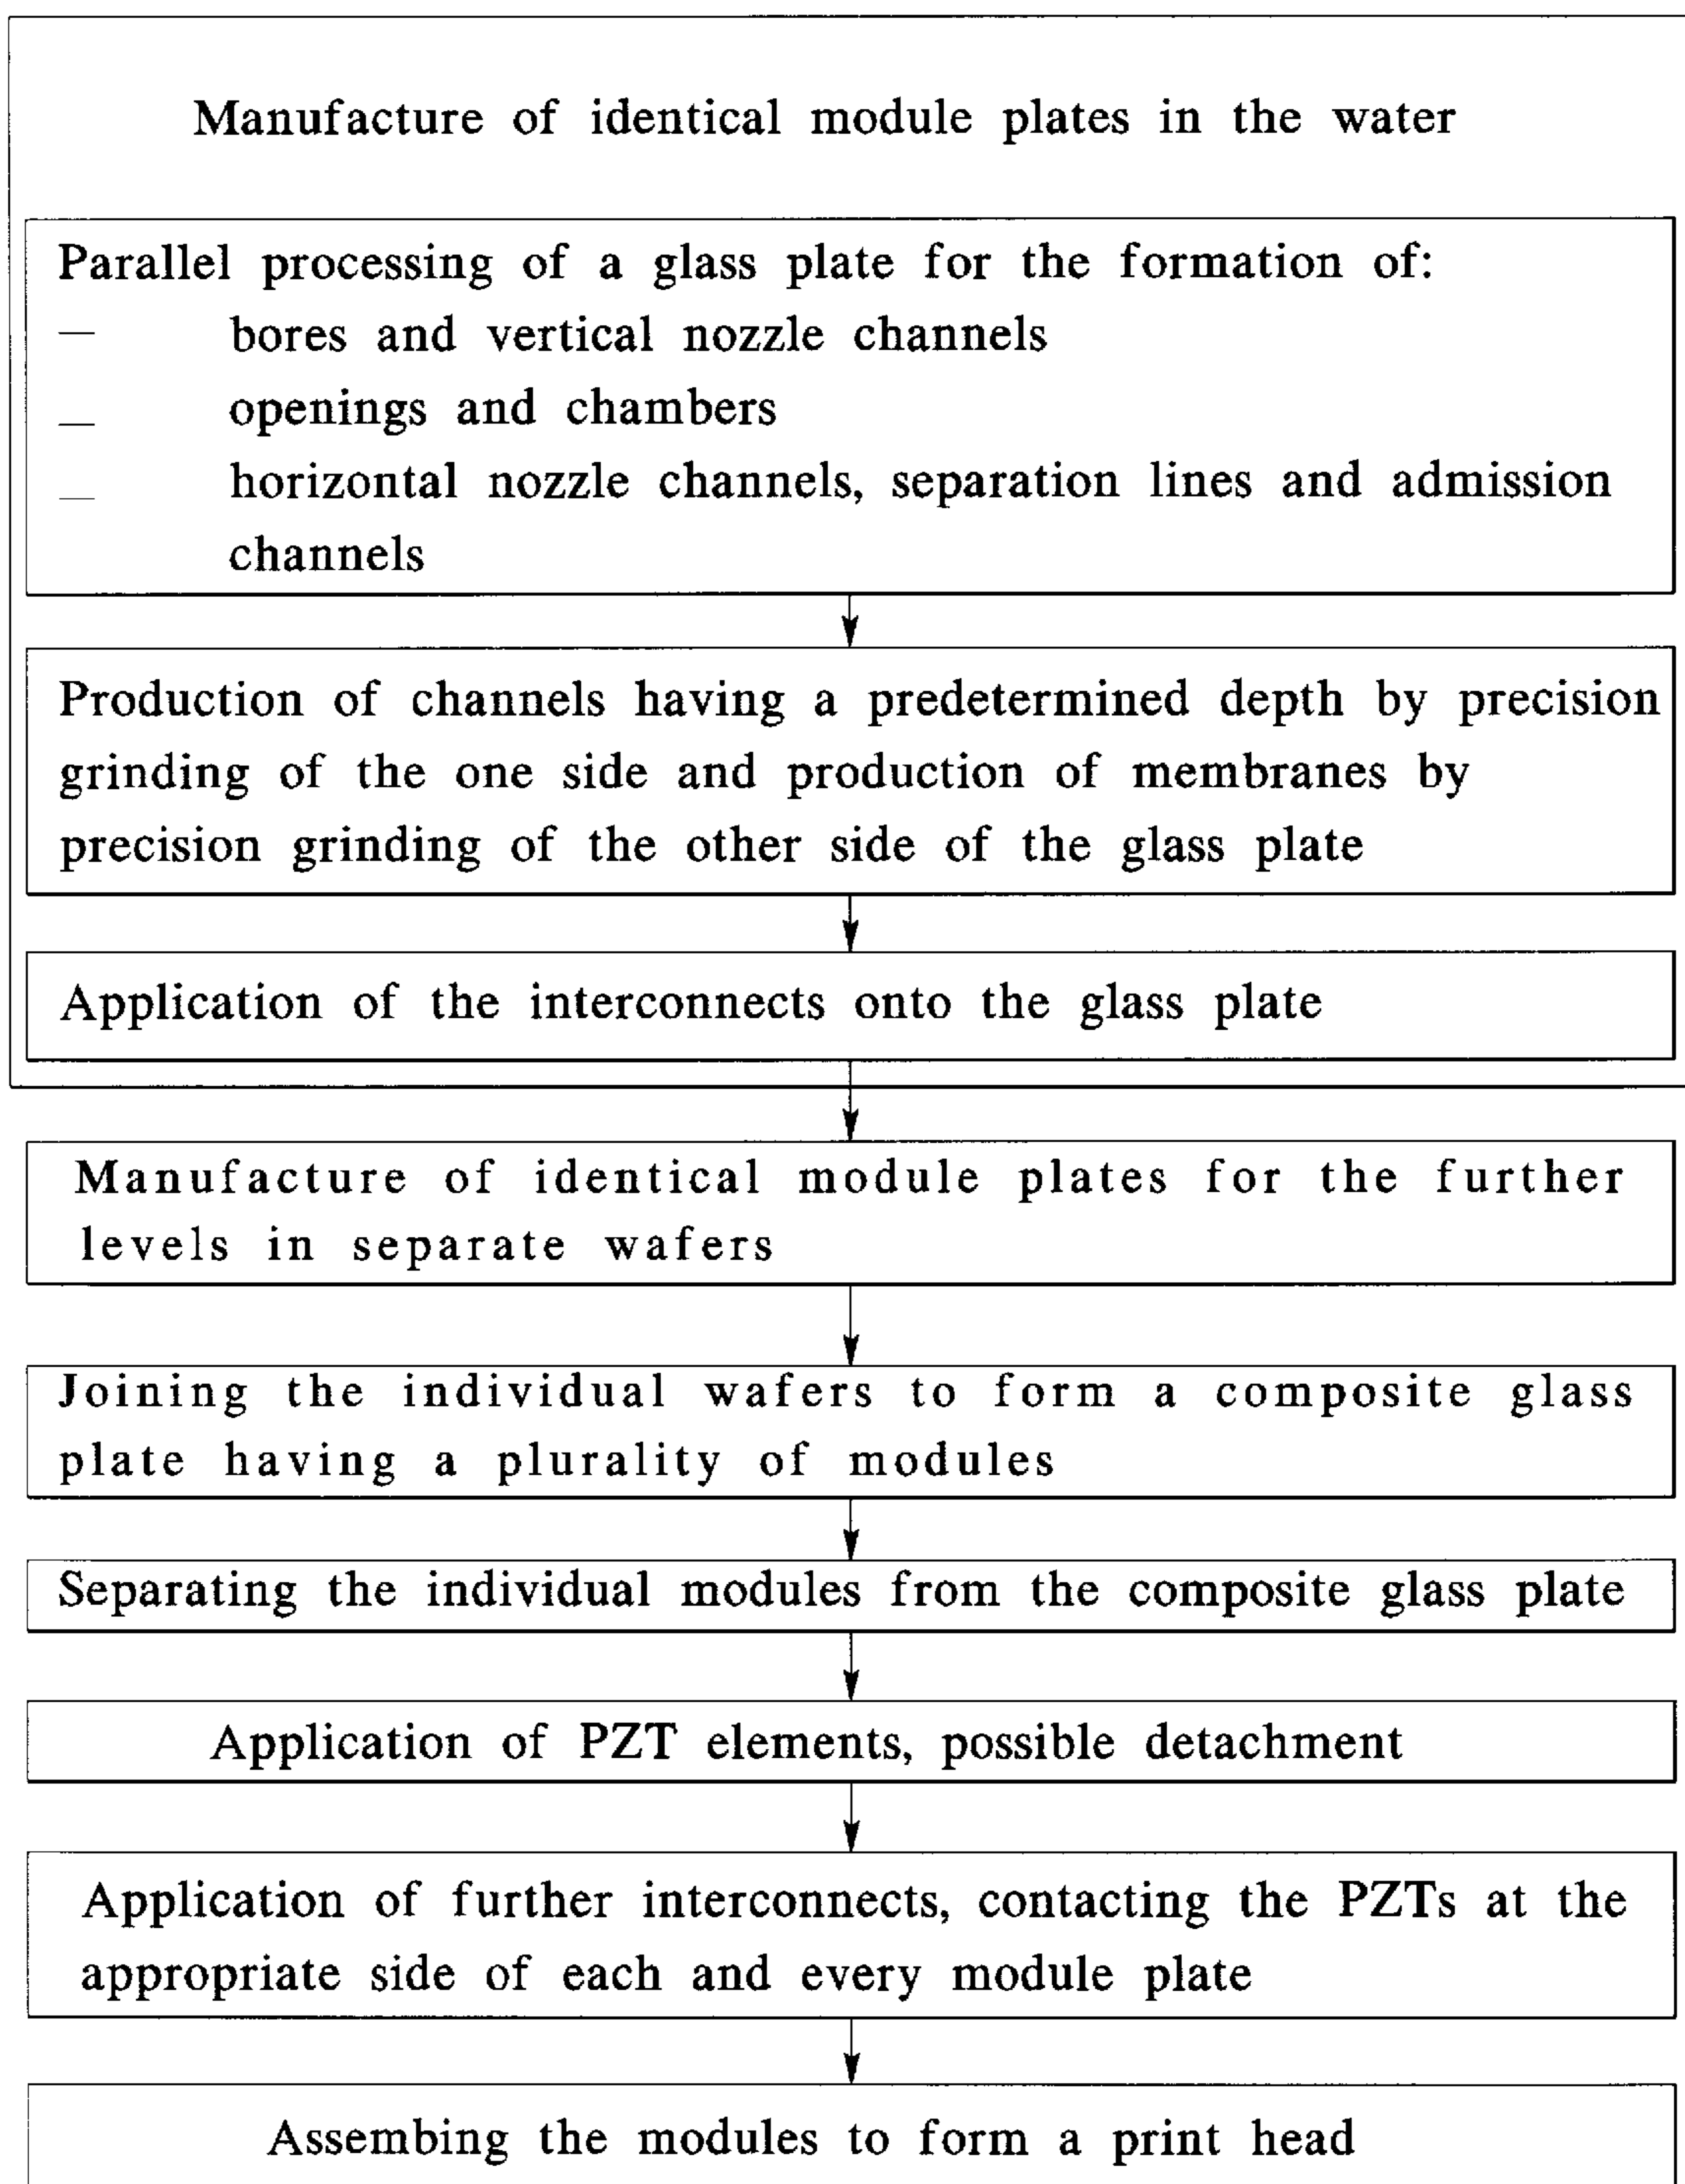 Manufacture of identical module plates in the water
Parallel processing of a glass plate for the formation of:
— bores and vertical nozzle channels
— openings and chambers
— horizontal nozzle channels, separation lines and admission
channels
Production of channels having a predetermined depth by precision
grinding of the one side and production of membranes by
precision grinding of the other side of the glass plate
Application of the interconnects onto the glass plate
Manufacture of identical module plates for the further
levels in separate wafers
Joining the individual wafers to form a composite glass
plate having a plurality of modules
Separating the individual modules from the composite glass plate
Application of PZT elements, possible detachment
Application of further interconnects, contacting the PZTs at the
appropriate side of each and every module plate
Assembing the modules to form a print head